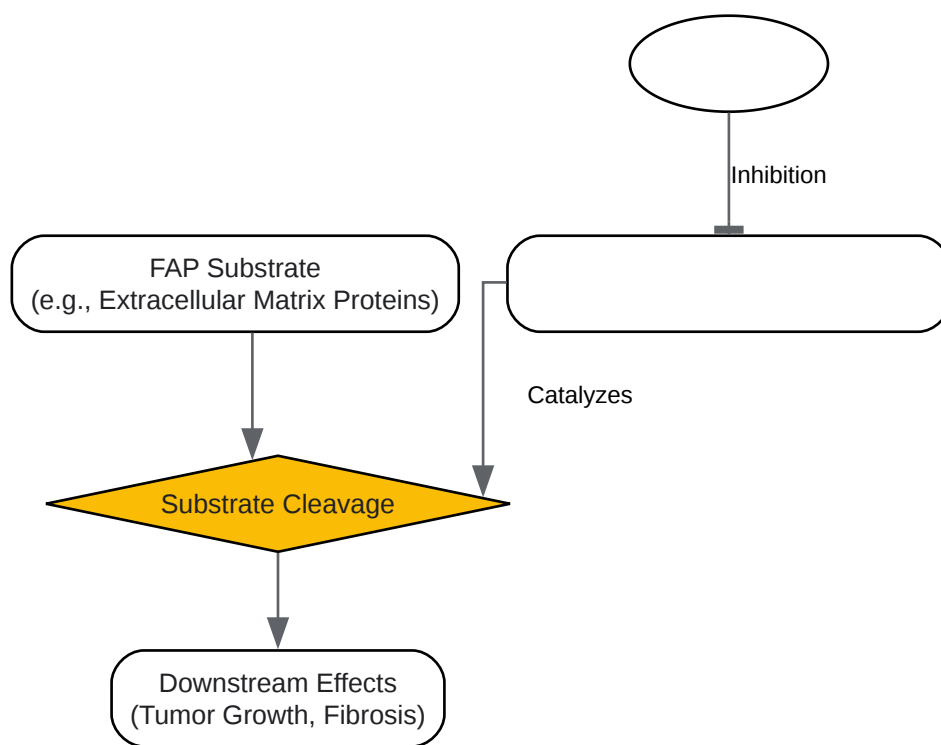 Inhibition
FAP Substrate
(e.g., Extracellular Matrix Proteins)
Catalyzes
Substrate Cleavage
Downstream Effects
(Tumor Growth, Fibrosis)